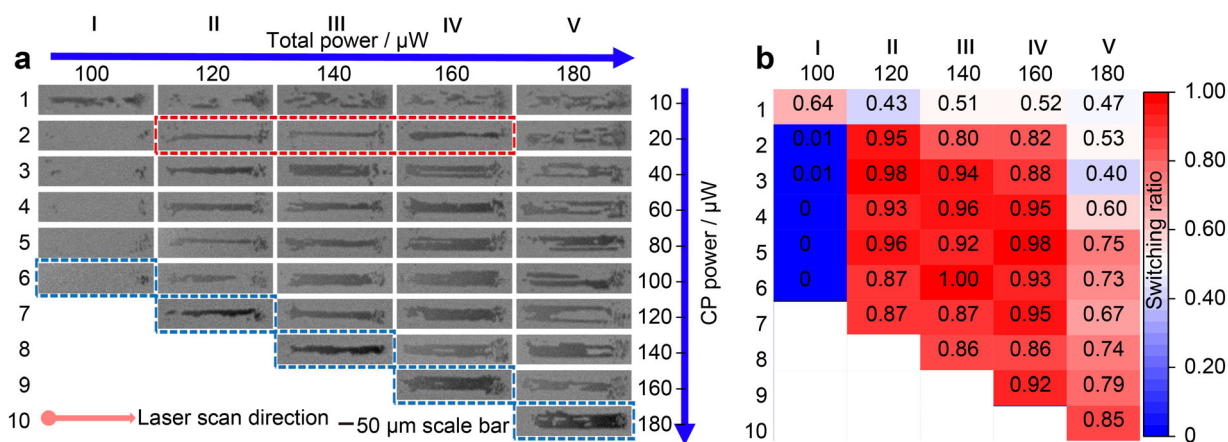 I II III IV V
Total power / µW
a
100 120 140 160 180
1 10
2 20
3 40
4 60
5 80
6 100
7 120
8 140
9 160
10 180
CP power / µW
Laser scan direction
50 µm scale bar
b
I II III IV V
100 120 140 160 180
1 0.64 0.43 0.51 0.52 0.47
2 0.01 0.95 0.80 0.82 0.53
3 0.01 0.98 0.94 0.88 0.40
4 0 0.93 0.96 0.95 0.60
5 0 0.96 0.92 0.98 0.75
6 0 0.87 1.00 0.93 0.73
7 0.87 0.87 0.95 0.67
8 0.86 0.86 0.74
9 0.92 0.79
10 0.85
1.00
0.80
0.60
0.40
0.20
0
Switching ratio